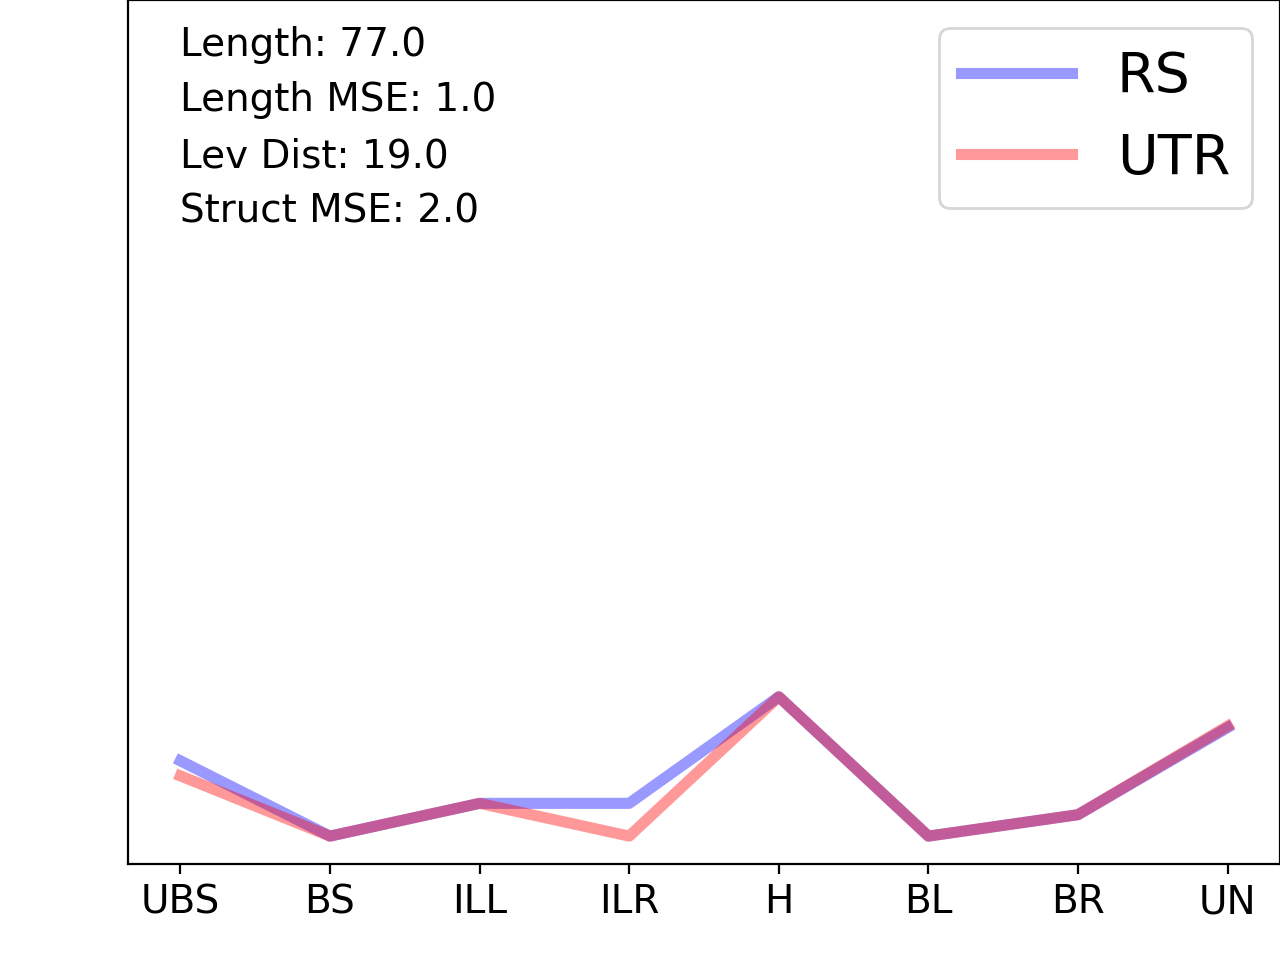 Length: 77.0
Length MSE: 1.0
Lev Dist: 19.0
Struct MSE: 2.0
RS
UTR
UBS BS ILL ILR H BL BR UN